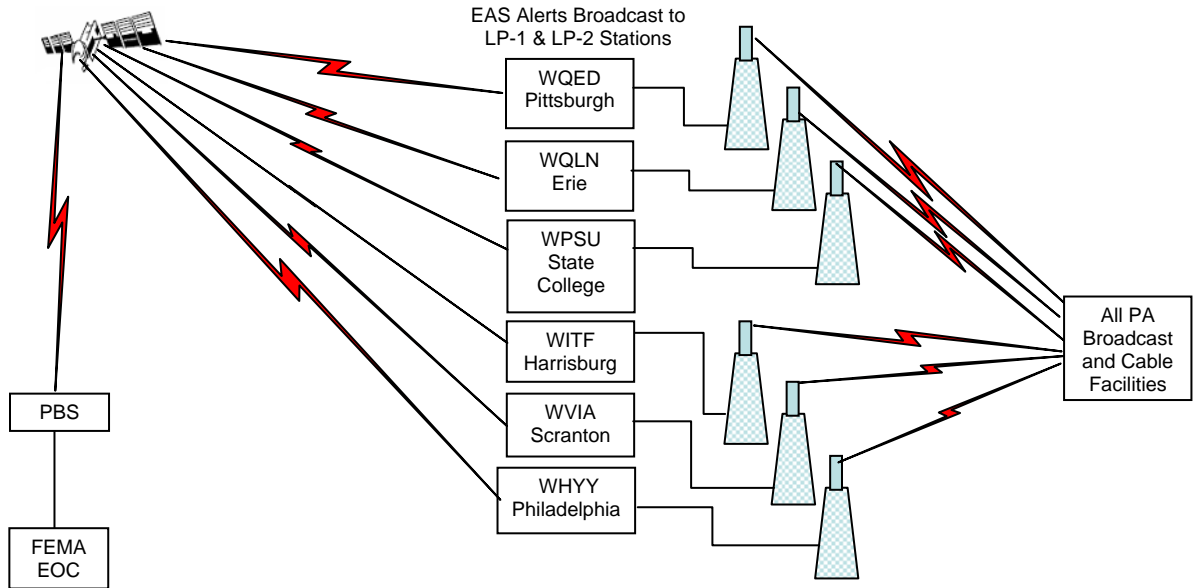 EAS Alerts Broadcast to
LP-1 & LP-2 Stations
WQED
Pittsburgh
WQLN
Erie
WPSU
State
College
WITF
Harrisburg
WVIA
Scranton
WHYY
Philadelphia
All PA
Broadcast
and Cable
Facilities
PBS
FEMA
EOC